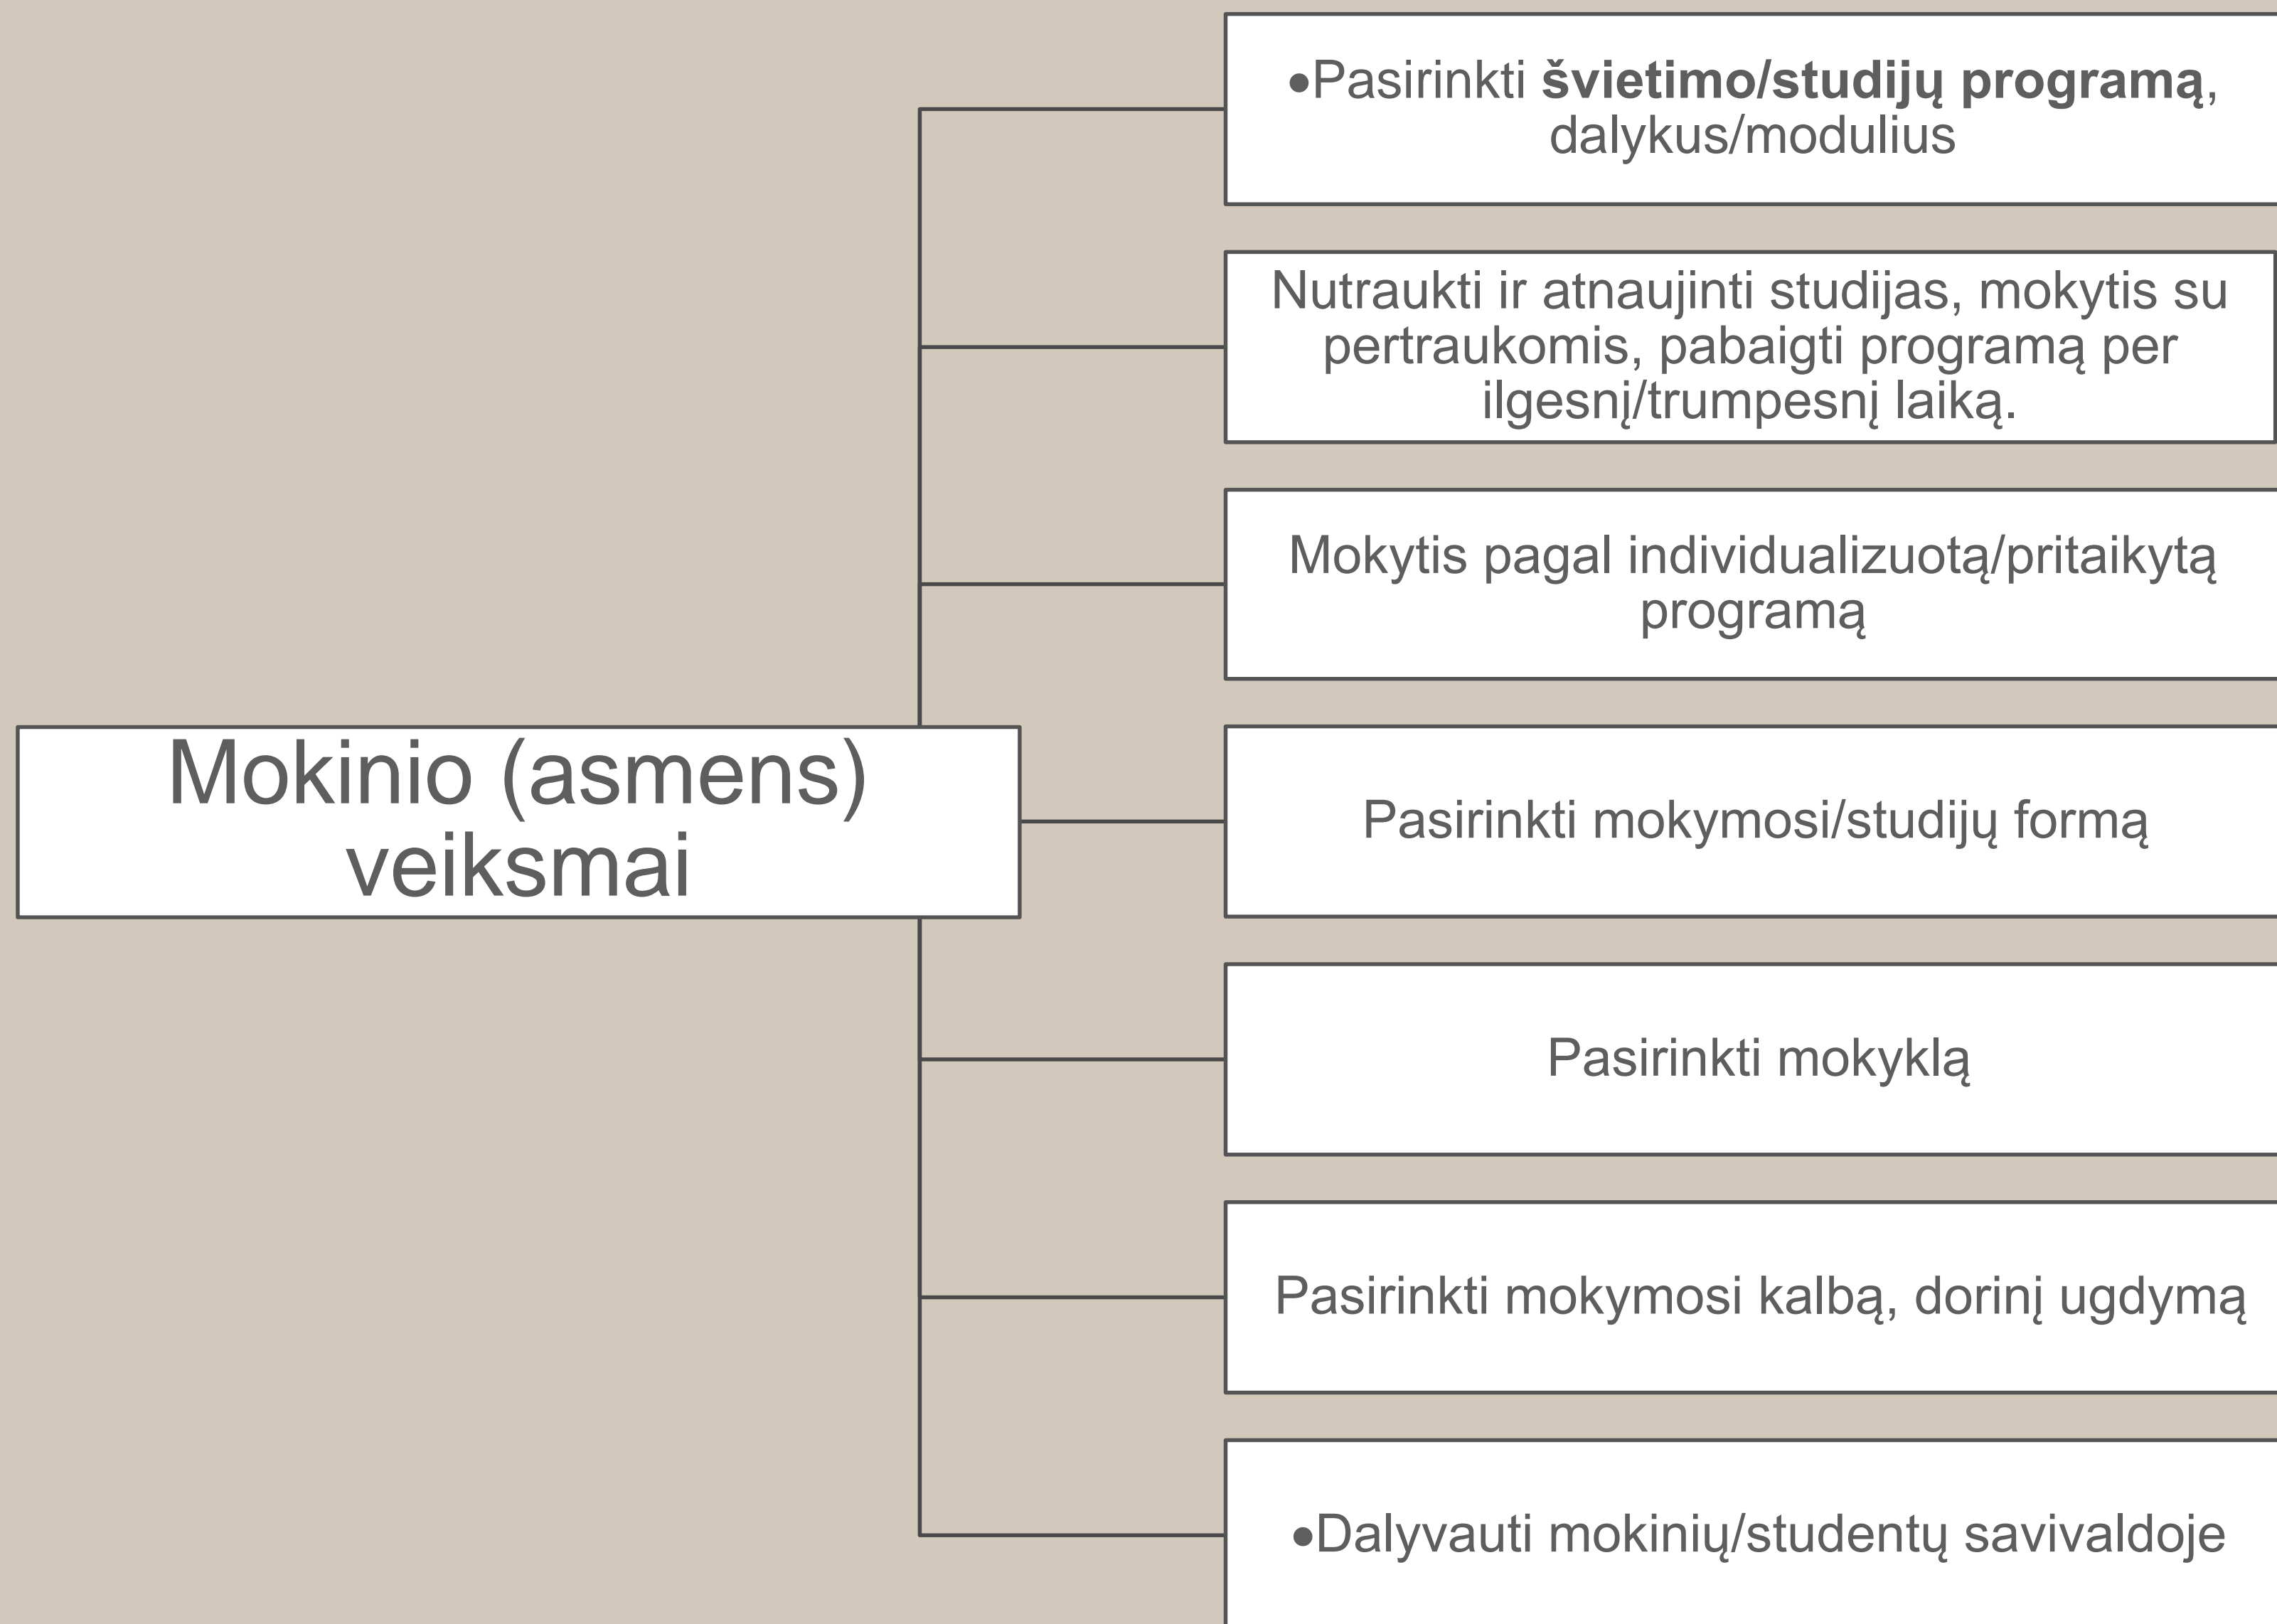 •Pasirinkti švietimo/studijų programą,
dalykus/modulius
Nutraukti ir atnaujinti studijas, mokytis su
pertraukomis, pabaigti programą per
ilgesnį/trumpesnį laiką.
Mokytis pagal individualizuotą/pritaikytą
programą
Mokinio (asmens)
veiksmai
Pasirinkti mokymosi/studijų formą
Pasirinkti mokyklą
Pasirinkti mokymosi kalbą, dorinį ugdymą
•Dalyvauti mokinių/studentų savivaldoje